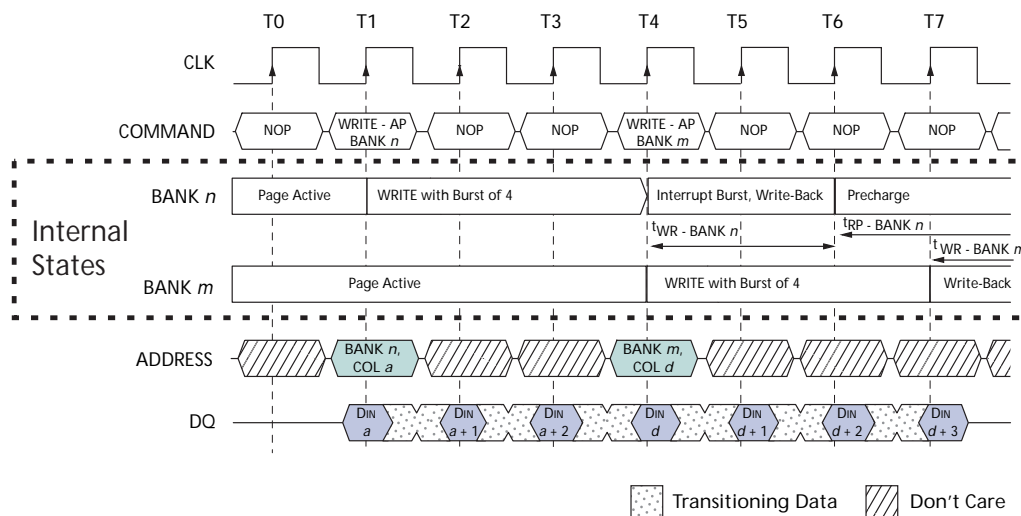 T0 T1 T2 T3 T4 T5 T6 T7
CLK
COMMAND NOP WRITE - AP BANK n NOP NOP WRITE - AP BANK m NOP NOP NOP
Internal States
BANK n Page Active WRITE with Burst of 4 Interrupt Burst, Write-Back Precharge
tWR - BANK n tRP - BANK n
tWR - BANK m
BANK m Page Active WRITE with Burst of 4 Write-Back
ADDRESS BANK n, COL a BANK m, COL d
DQ DIN a DIN a + 1 DIN a + 2 DIN d DIN d + 1 DIN d + 2 DIN d + 3
Transitioning Data Don't Care